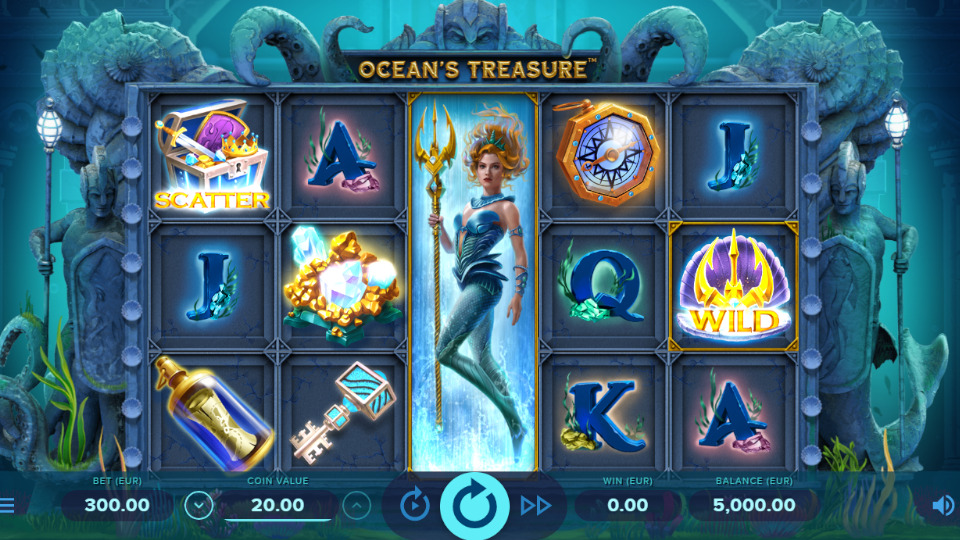 OCEAN'S TREASURE™
SCATTER
A
J
J
Q
WILD
K
A
BET (EUR)
300.00
COIN VALUE
20.00
WIN (EUR)
0.00
BALANCE (EUR)
5,000.00